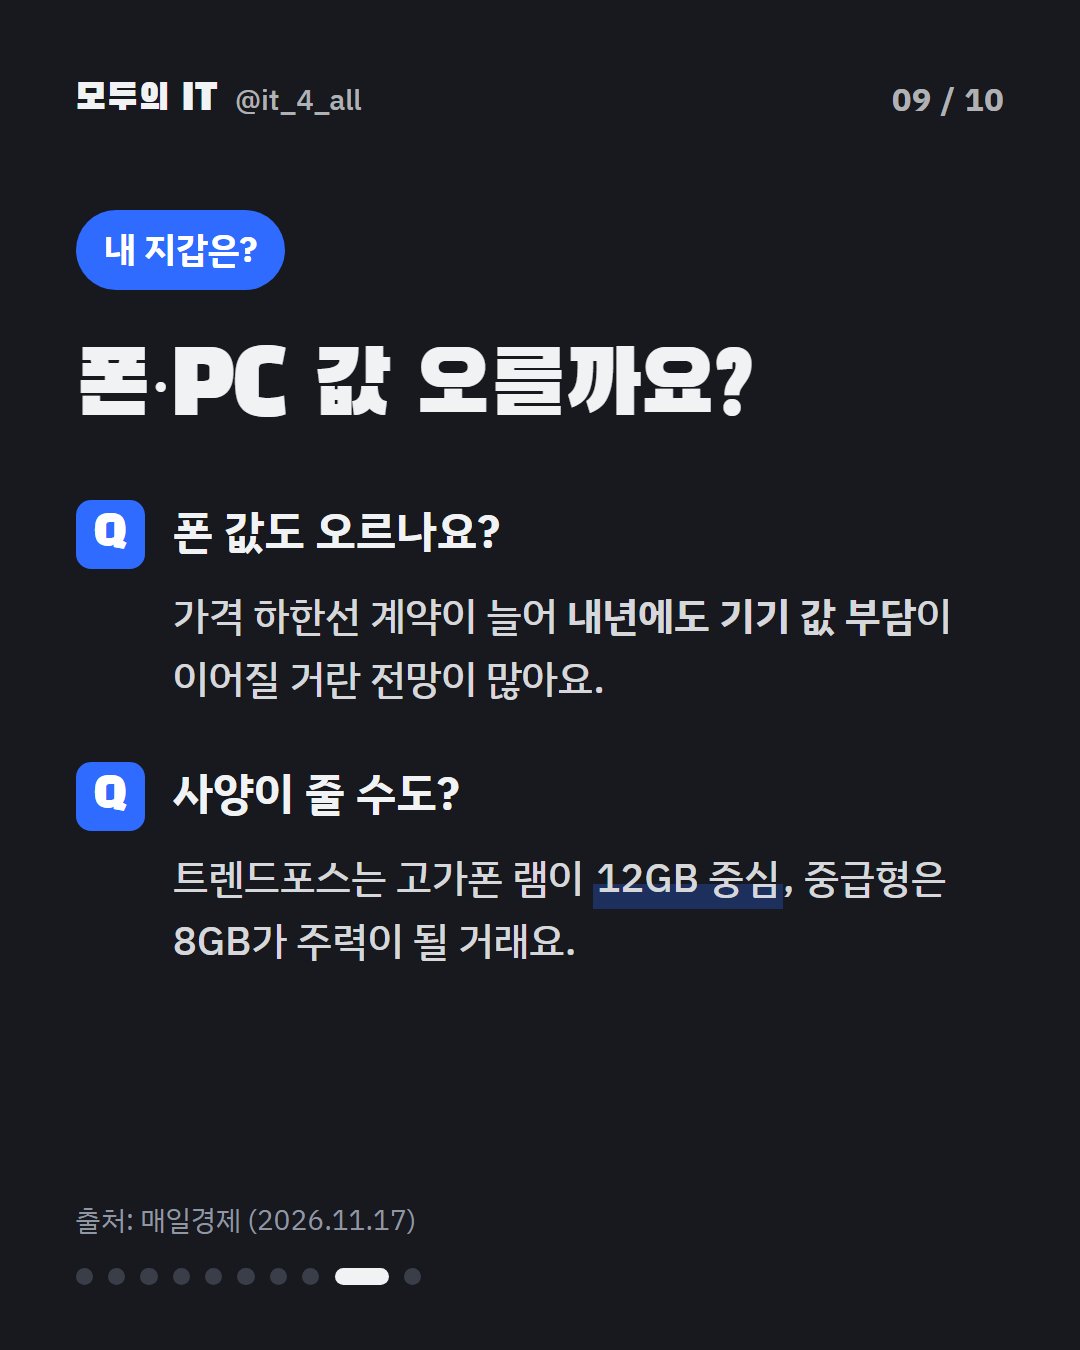 모두의 IT @it_4_all
09 / 10
내 지갑은?
폰·PC 값 오를까요?
Q 폰 값도 오르나요?
가격 하한선 계약이 늘어 내년에도 기기 값 부담이
이어질 거란 전망이 많아요.
Q 사양이 줄 수도?
트렌드포스는 고가폰 램이 12GB 중심, 중급형은
8GB가 주력이 될 거래요.
출처: 매일경제 (2026.11.17)